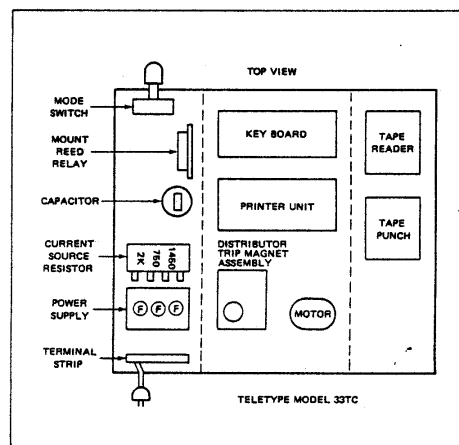 TOP VIEW
MODE
SWITCH
MOUNT
REED
RELAY
CAPACITOR
CURRENT
SOURCE
RESISTOR
POWER
SUPPLY
TERMINAL
STRIP
2K
750
1450
F F F
KEY BOARD
PRINTER UNIT
DISTRIBUTOR
TRIP MAGNET
ASSEMBLY
MOTOR
TAPE
READER
TAPE
PUNCH
TELETYPE MODEL 33TC